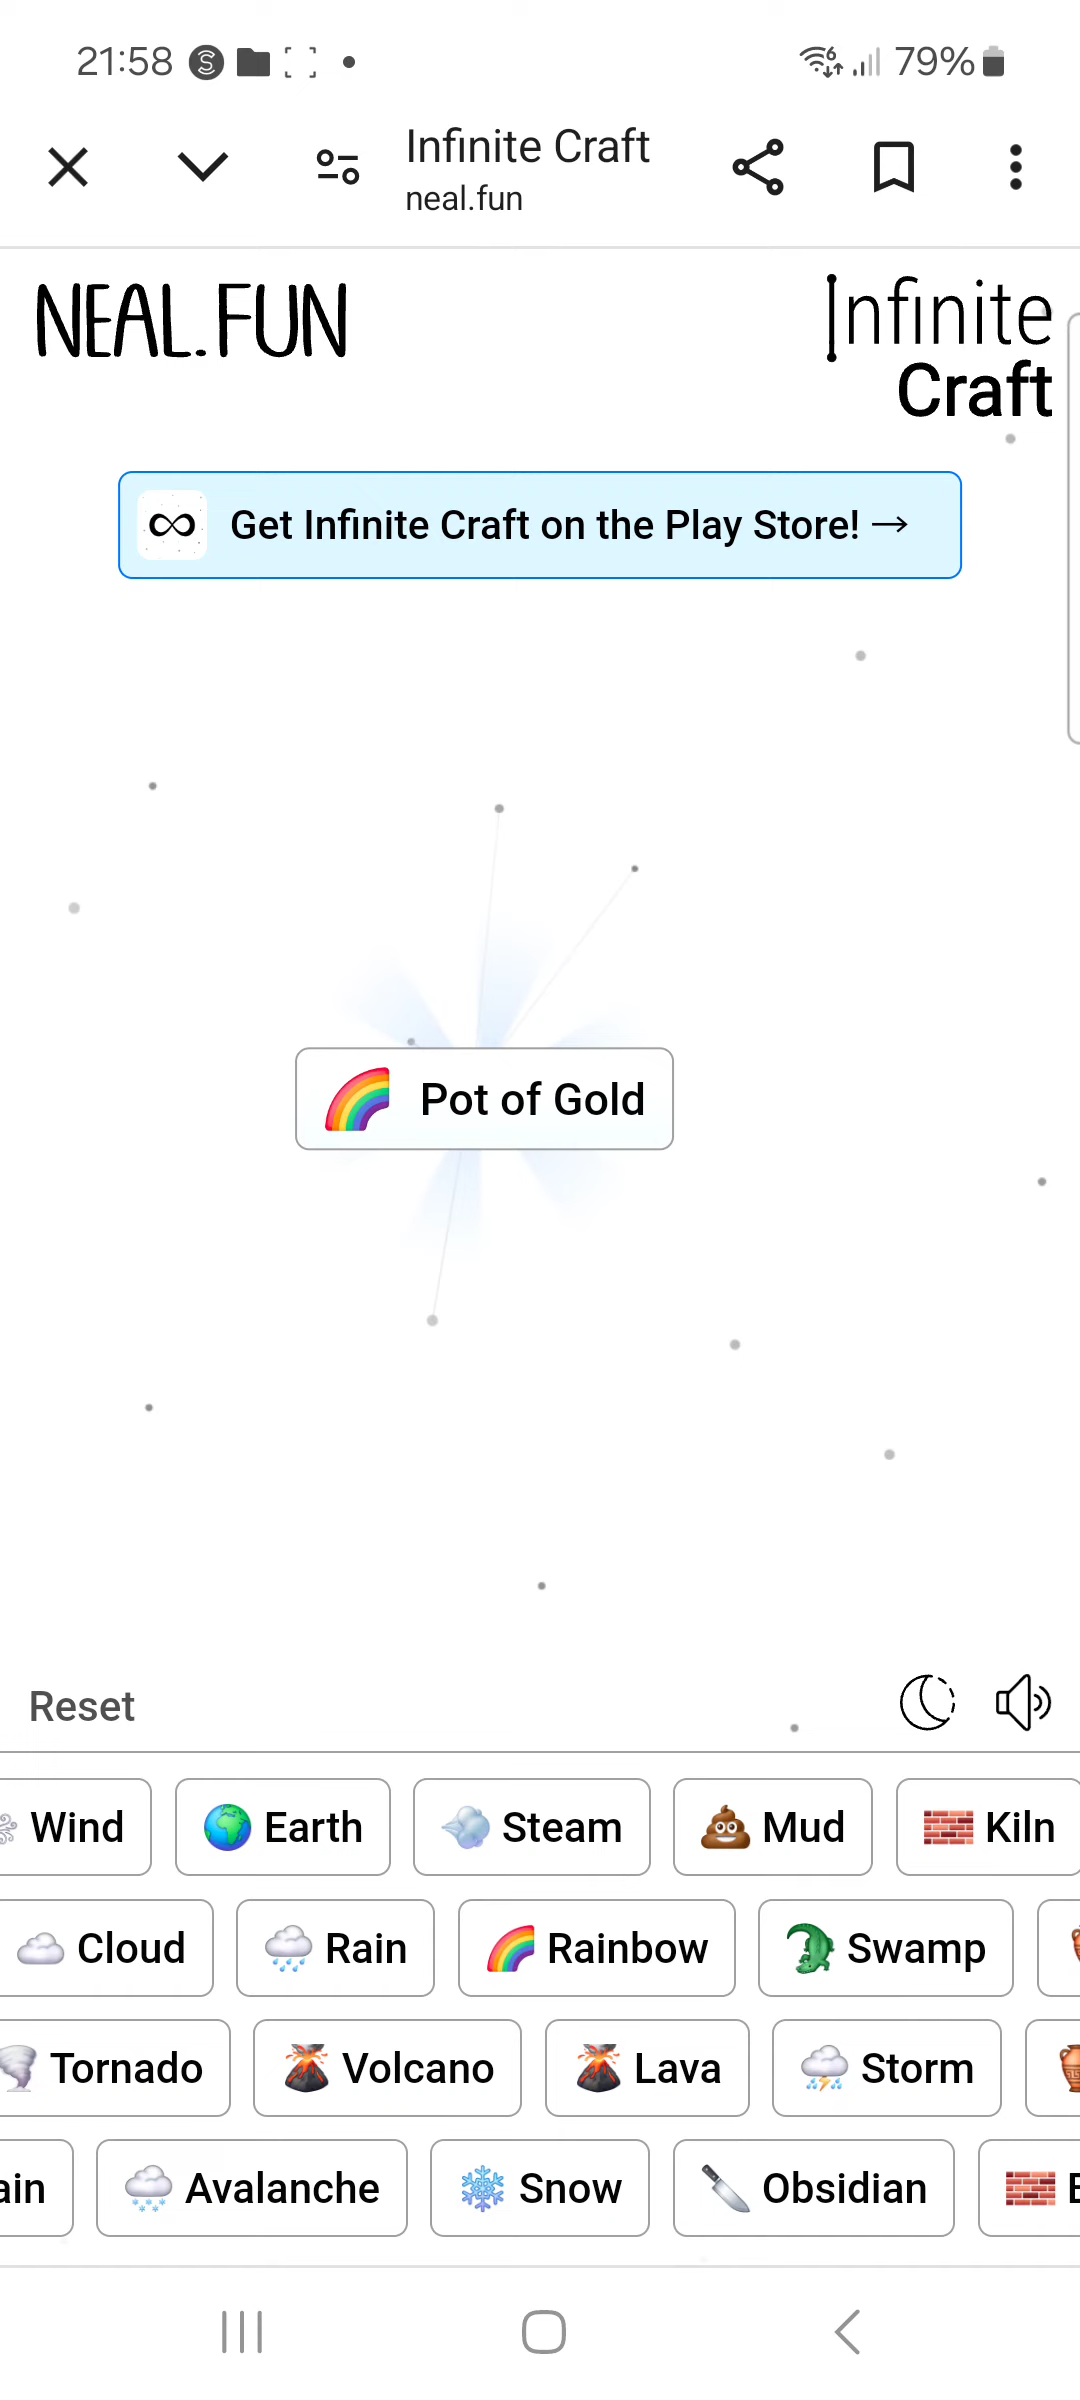 21:58
79%
Infinite Craft
neal.fun
NEAL.FUN
Infinite
Craft
Get Infinite Craft on the Play Store! →
Pot of Gold
Reset
Wind Earth Steam Mud Kiln
Cloud Rain Rainbow Swamp
Tornado Volcano Lava Storm
ain Avalanche Snow Obsidian